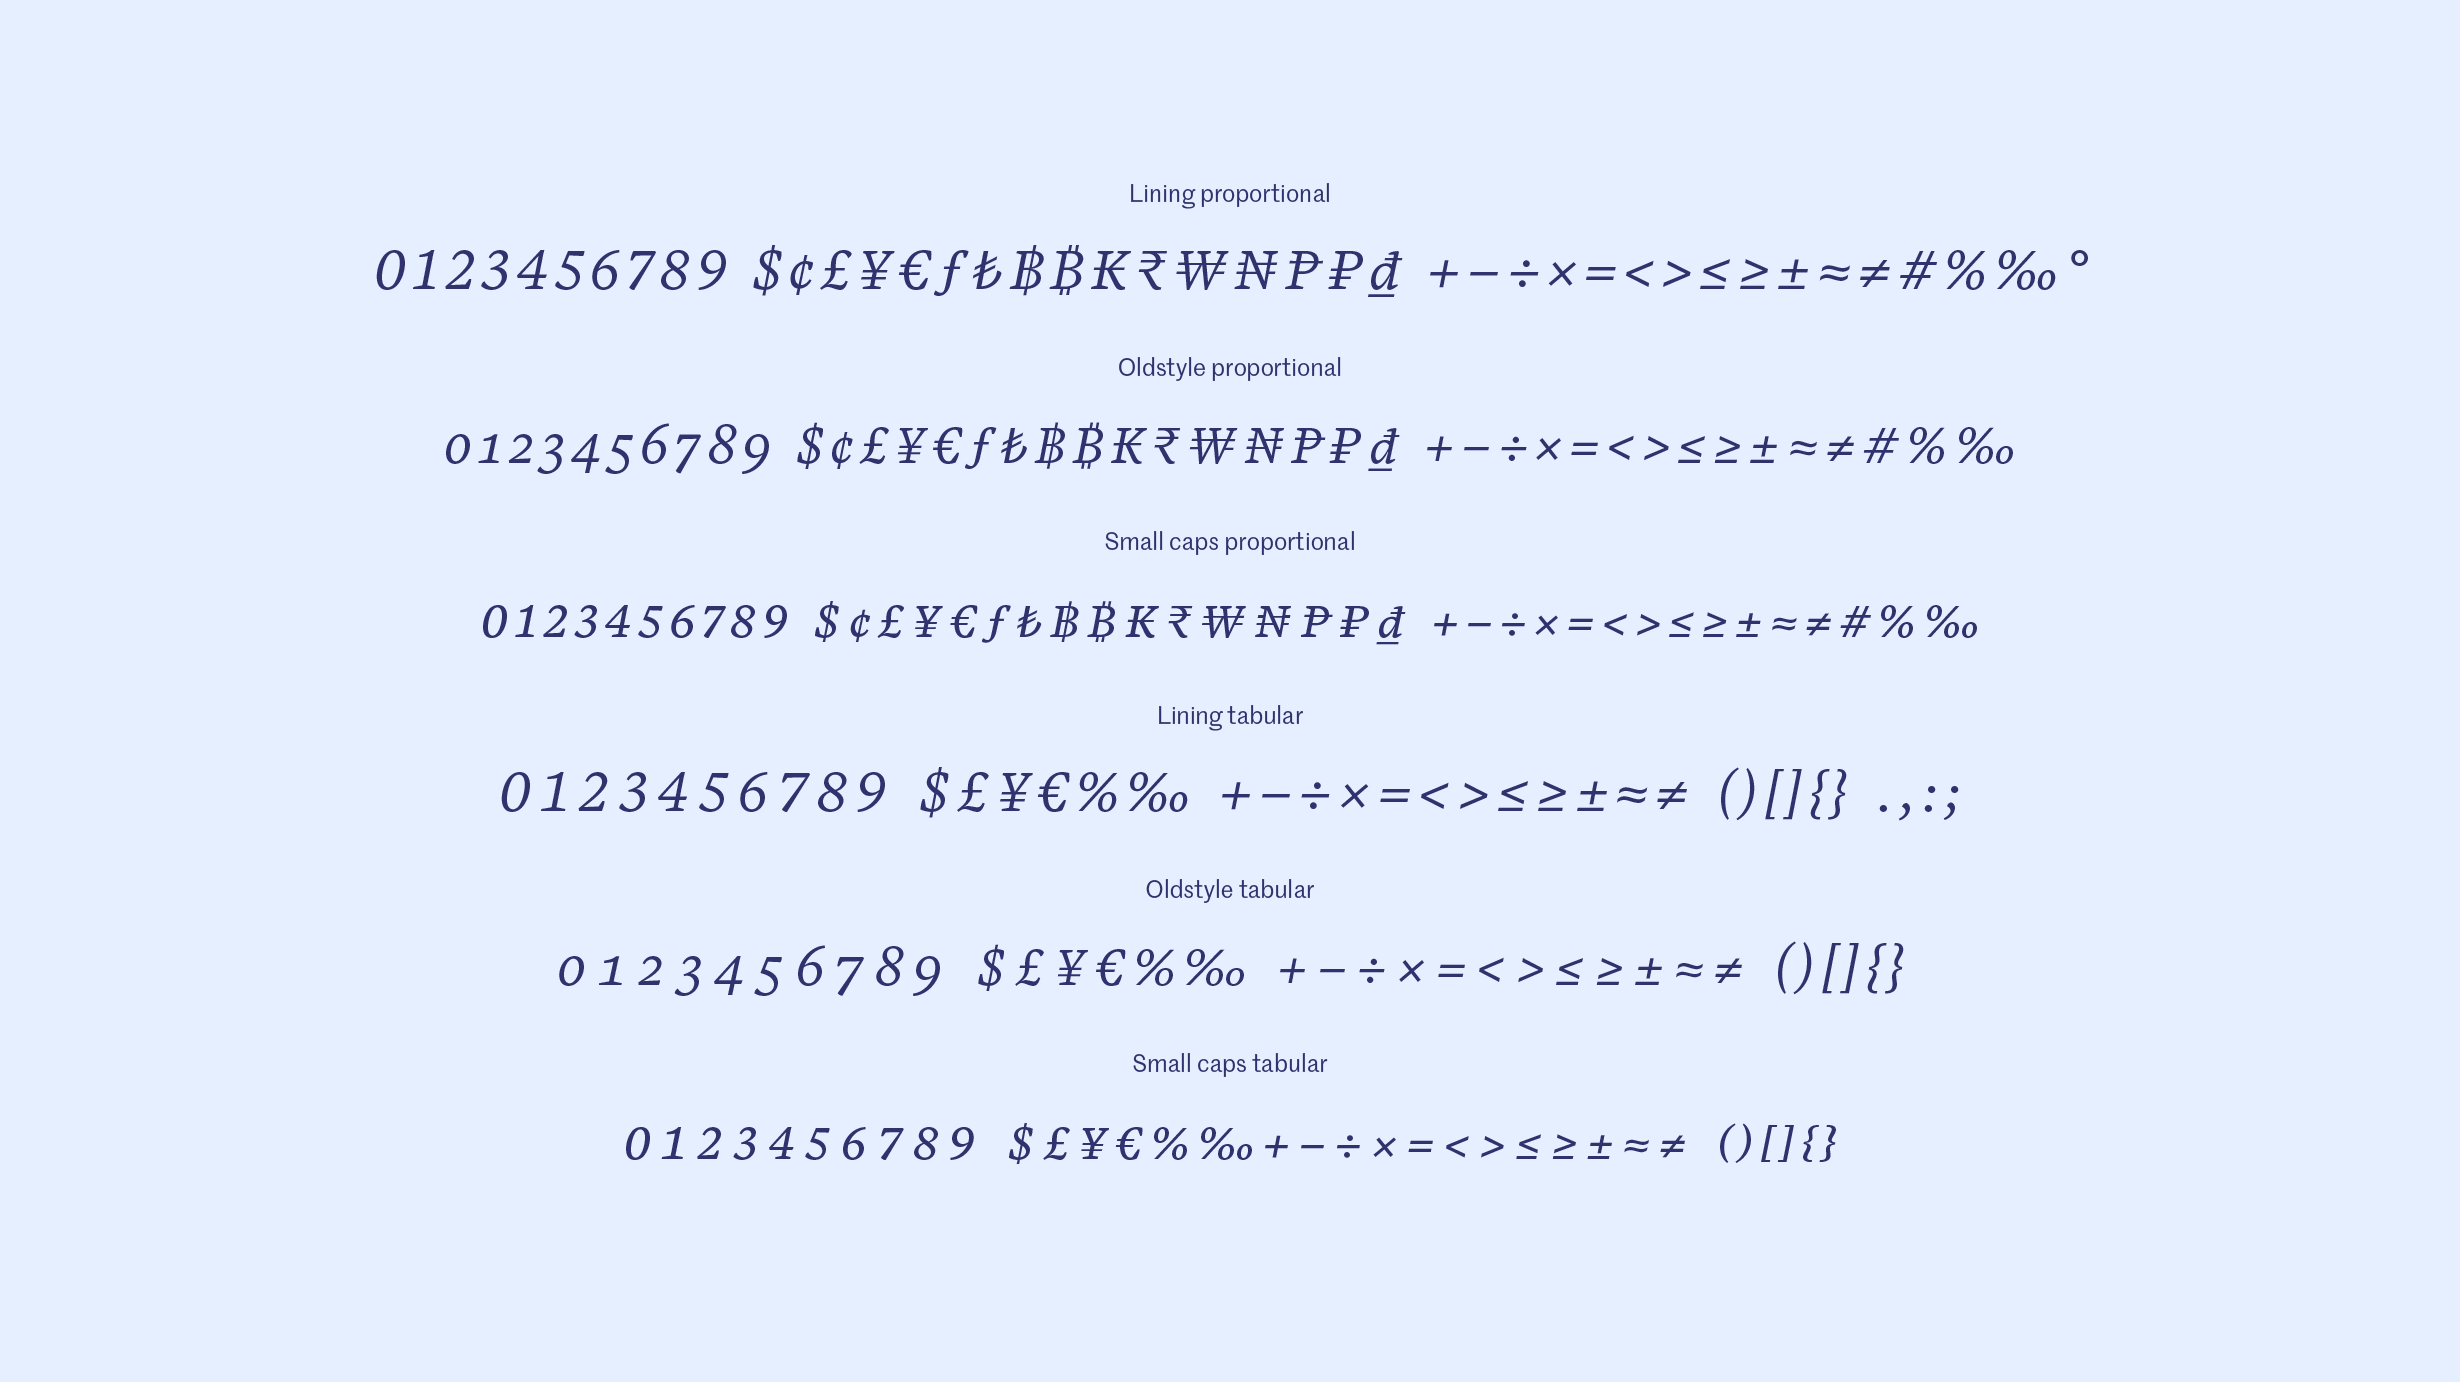 Lining proportional
0123456789 $¢£¥€ƒ₺฿₿₭₹₩₦₱₽₫ +−÷×=<>≤≥±≈≠#%‰°
Oldstyle proportional
0123456789 $¢£¥€ƒ₺฿₿₭₹₩₦₱₽₫ +−÷×=<>≤≥±≈≠#%‰
Small caps proportional
0123456789 $¢£¥€ƒ₺฿₿₭₹₩₦₱₽₫ +−÷×=<>≤≥±≈≠#%‰
Lining tabular
0123456789 $£¥€%‰ +−÷×=<>≤≥±≈≠ ()[]{} .,:;
Oldstyle tabular
0123456789 $£¥€%‰ +−÷×=<>≤≥±≈≠ ()[]{}
Small caps tabular
0123456789 $£¥€%‰+−÷×=<>≤≥±≈≠ ()[]{}